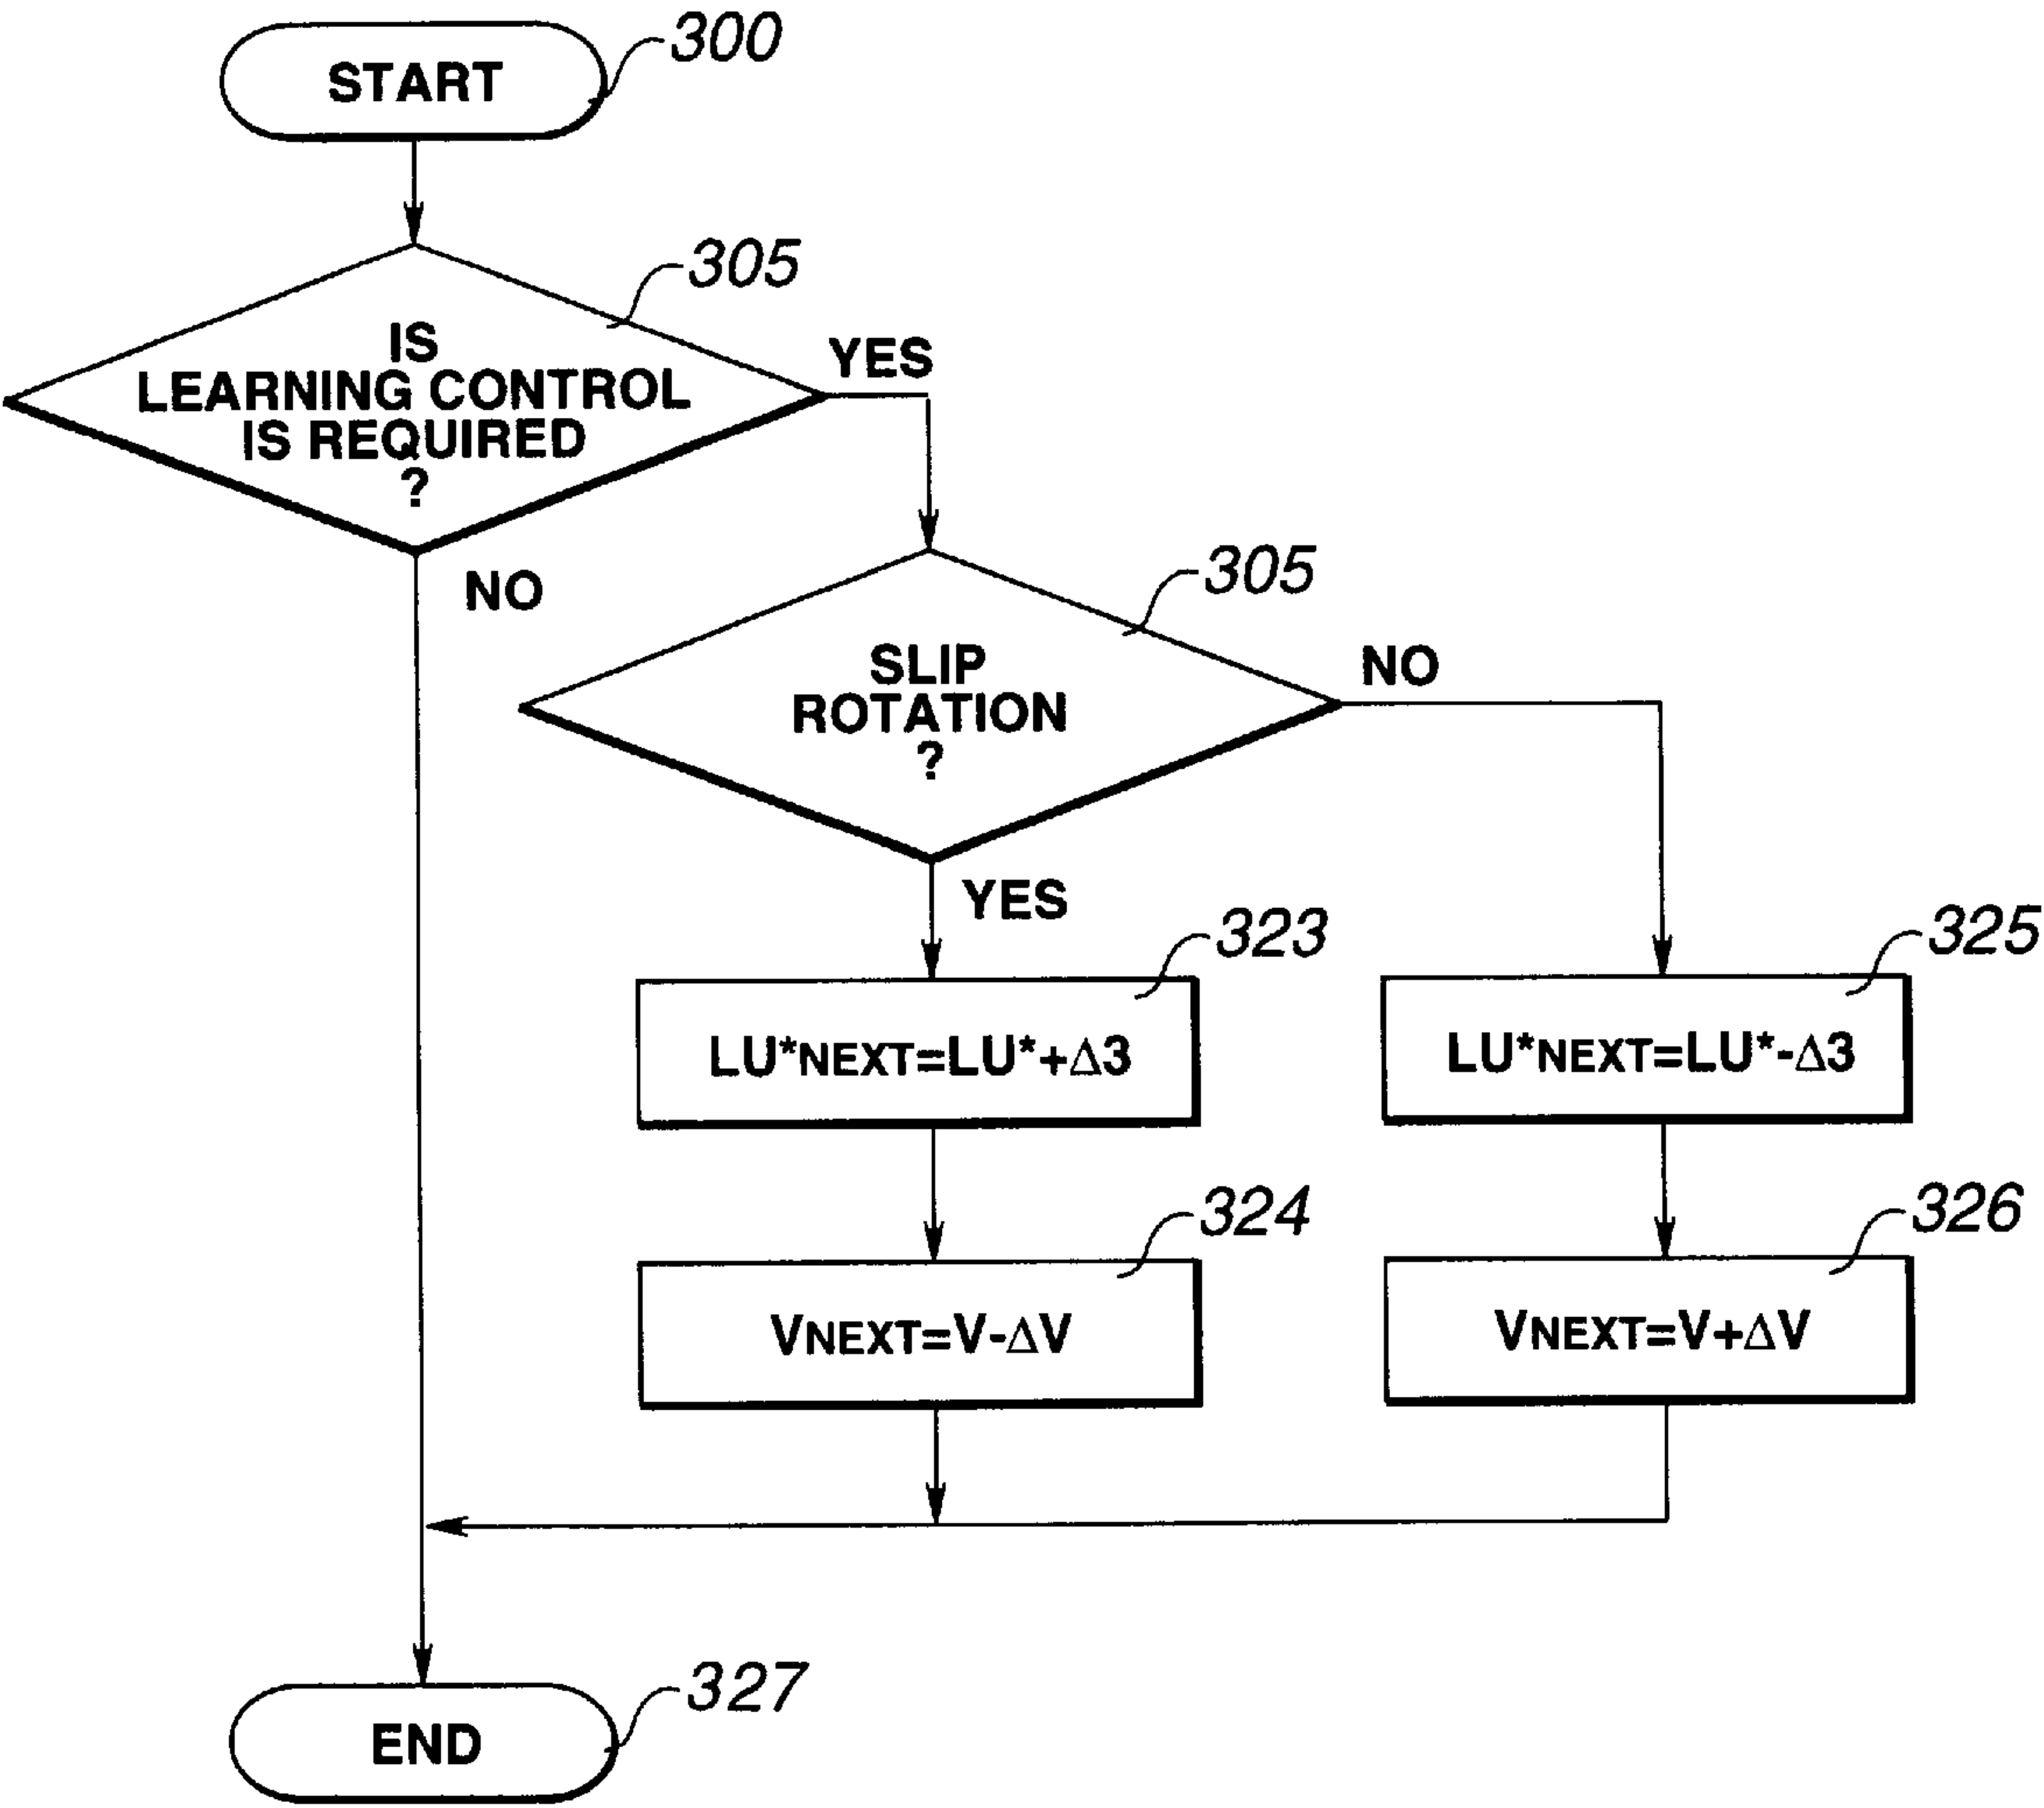 START
300
IS
LEARNING CONTROL
IS REQUIRED
?
305
YES
NO
SLIP
ROTATION
?
305
NO
YES
LU*NEXT=LU*+Δ3
323
LU*NEXT=LU*-Δ3
325
VNEXT=V-ΔV
324
VNEXT=V+ΔV
326
END
327